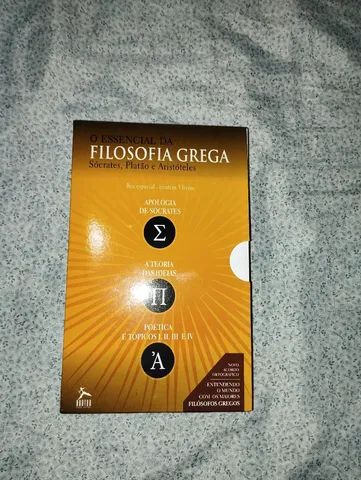 O ESSENCIAL DA
FILOSOFIA GREGA
Sócrates, Platão e Aristóteles
Box especial - contém 3 livros
APOLOGIA
DE SÓCRATES
Σ
A TEORIA
DAS IDEIAS
Π
POÉTICA
E TÓPICOS I, II, III E IV
Ἀ
NOVO
ACORDO
ORTOGRÁFICO
ENTENDENDO
O MUNDO
COM OS MAIORES
FILÓSOFOS GREGOS